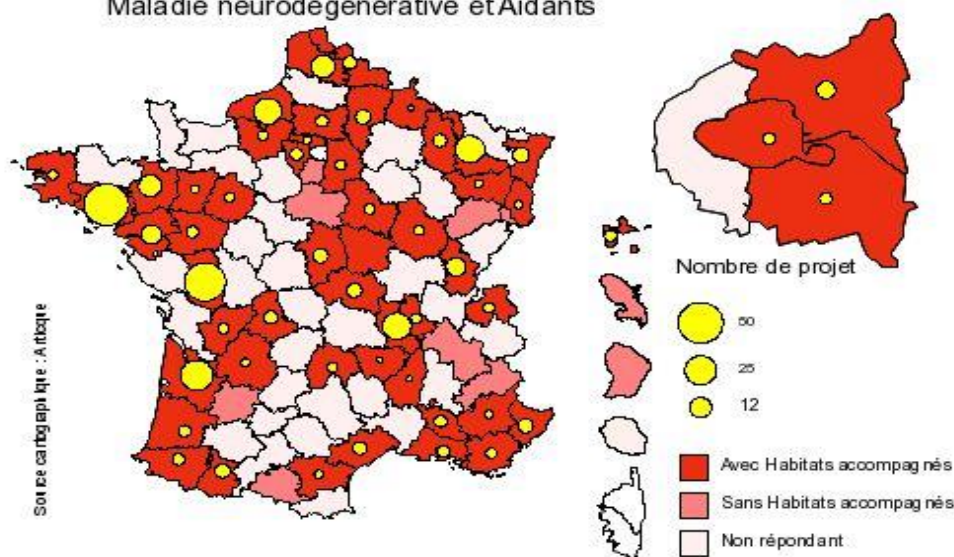 Maladie neurodégénérative et Aidants
Nombre de projet
50
25
12
Avec Habitats accompagnés
Sans Habitats accompagnés
Non répondant
Source cartographique : Artique